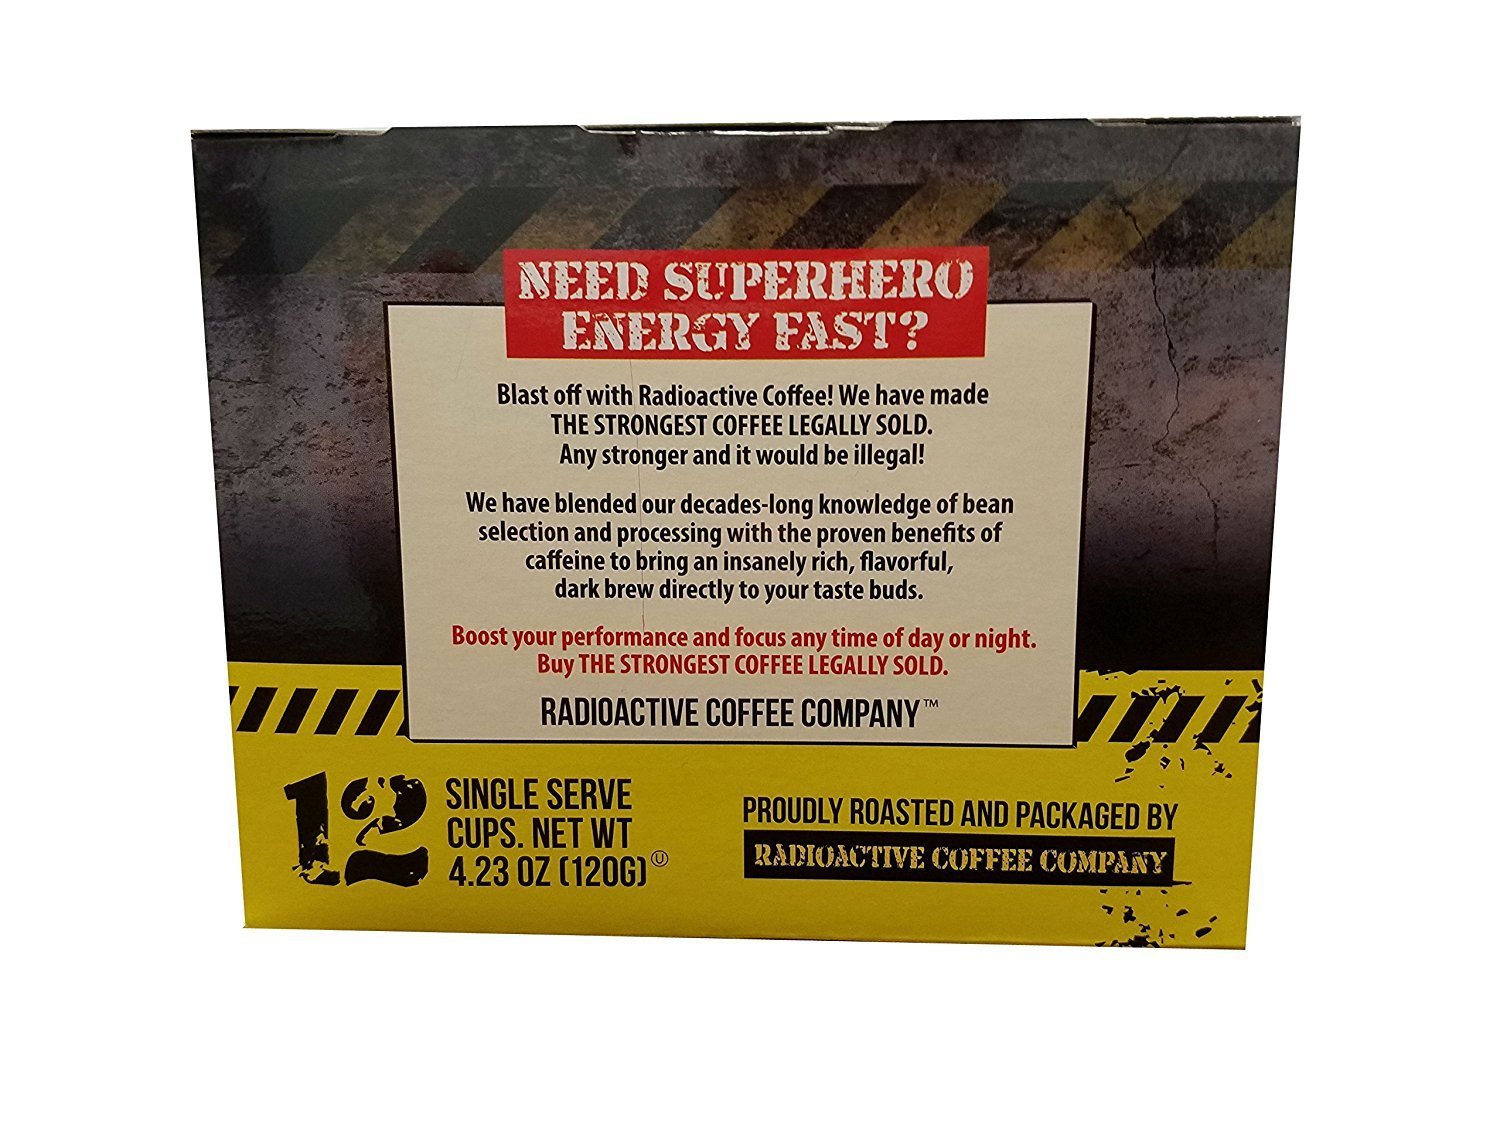 NEED SUPERHERO
ENERGY FAST?
Blast off with Radioactive Coffee! We have made
THE STRONGEST COFFEE LEGALLY SOLD.
Any stronger and it would be illegal!
We have blended our decades-long knowledge of bean
selection and processing with the proven benefits of
caffeine to bring an insanely rich, flavorful,
dark brew directly to your taste buds.
Boost your performance and focus any time of day or night.
Buy THE STRONGEST COFFEE LEGALLY SOLD.
RADIOACTIVE COFFEE COMPANY™
12 SINGLE SERVE
CUPS. NET WT
4.23 OZ (120G) Ⓤ
PROUDLY ROASTED AND PACKAGED BY
RADIOACTIVE COFFEE COMPANY